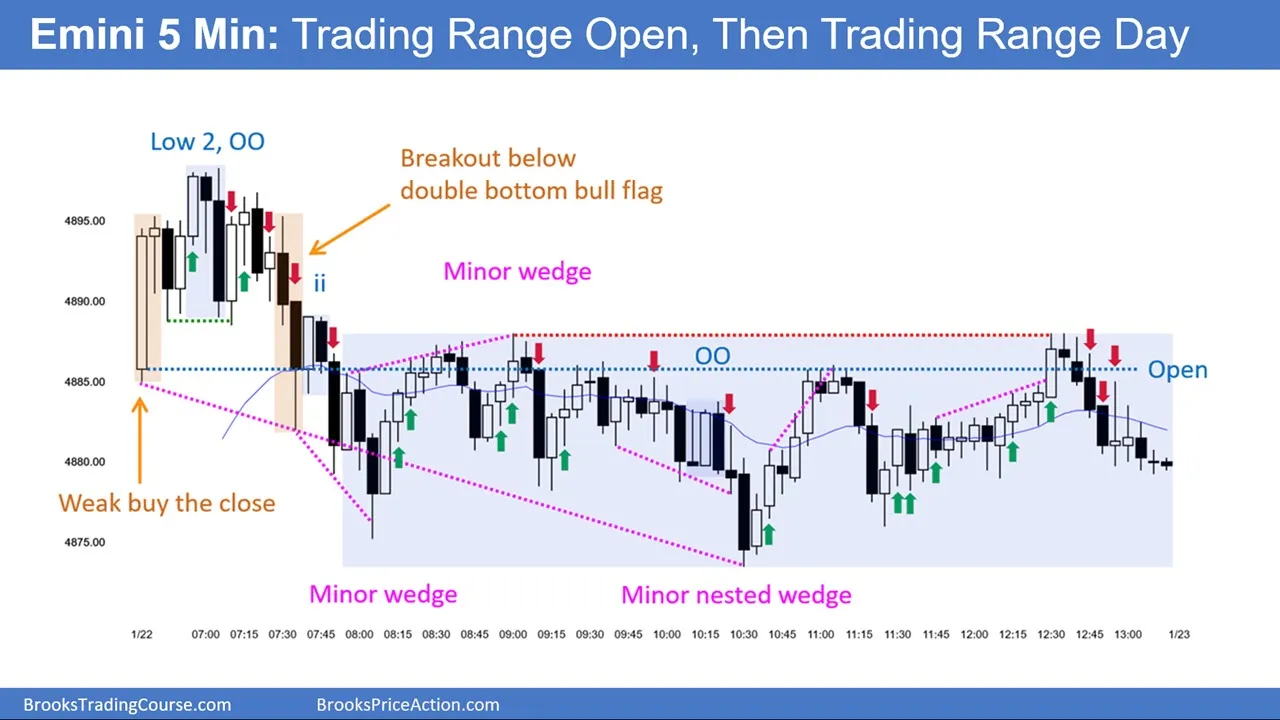 Emini 5 Min: Trading Range Open, Then Trading Range Day
Low 2, OO
Breakout below
double bottom bull flag
4895.00
ii
Minor wedge
4890.00
OO
Open
4885.00
4880.00
Weak buy the close
4875.00
Minor wedge
Minor nested wedge
1/22 07:00 07:15 07:30 07:45 08:00 08:15 08:30 08:45 09:00 09:15 09:30 09:45 10:00 10:15 10:30 10:45 11:00 11:15 11:30 11:45 12:00 12:15 12:30 12:45 13:00 1/23
BrooksTradingCourse.com BrooksPriceAction.com